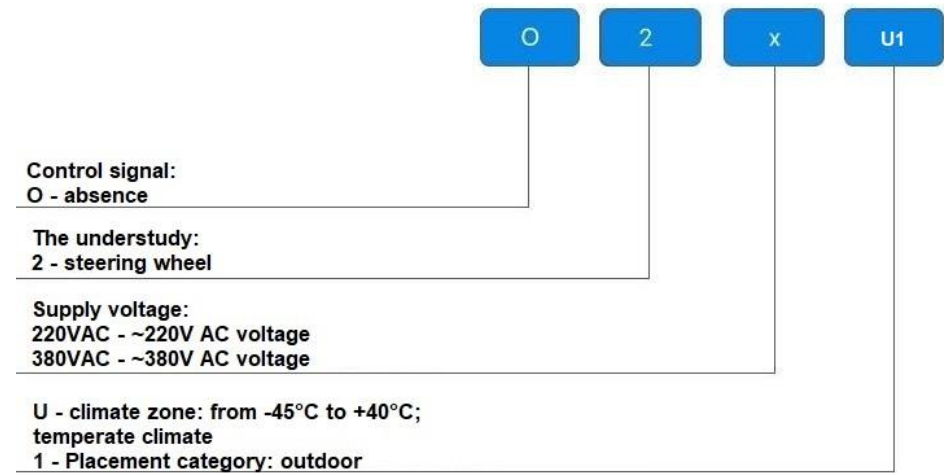 O 2 x U1
Control signal:
O - absence
The understudy:
2 - steering wheel
Supply voltage:
220VAC - ~220V AC voltage
380VAC - ~380V AC voltage
U - climate zone: from -45°C to +40°C;
temperate climate
1 - Placement category: outdoor